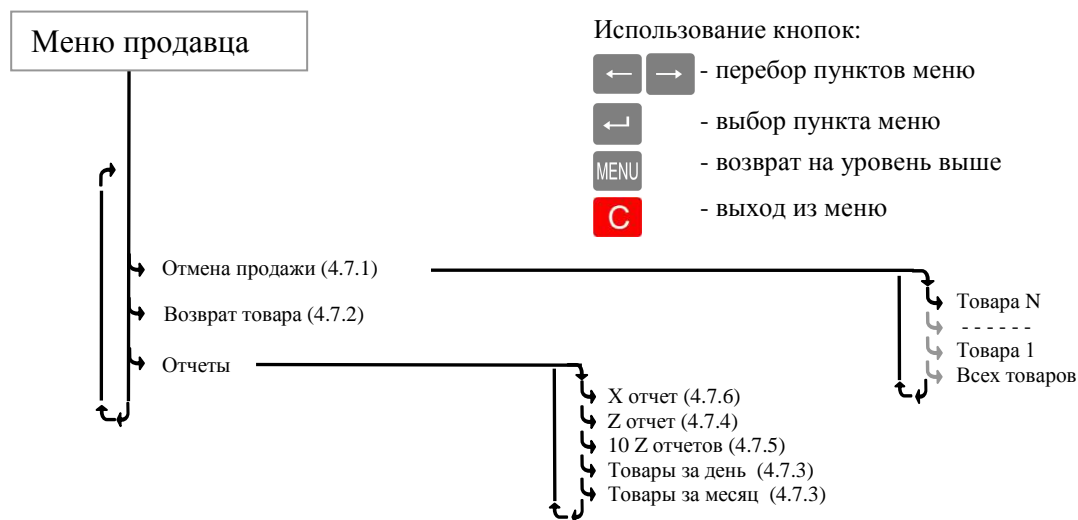 Меню продавца
Использование кнопок:
← → - перебор пунктов меню
↵ - выбор пункта меню
MENU - возврат на уровень выше
C - выход из меню
Отмена продажи (4.7.1)
Возврат товара (4.7.2)
Отчеты
Товара N
- - - - - -
Товара 1
Всех товаров
X отчет (4.7.6)
Z отчет (4.7.4)
10 Z отчетов (4.7.5)
Товары за день (4.7.3)
Товары за месяц (4.7.3)